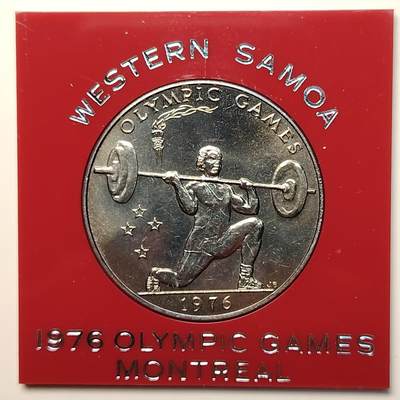 WESTERN SAMOA
OLYMPIC GAMES
1976
1976 OLYMPIC GAMES
MONTREAL